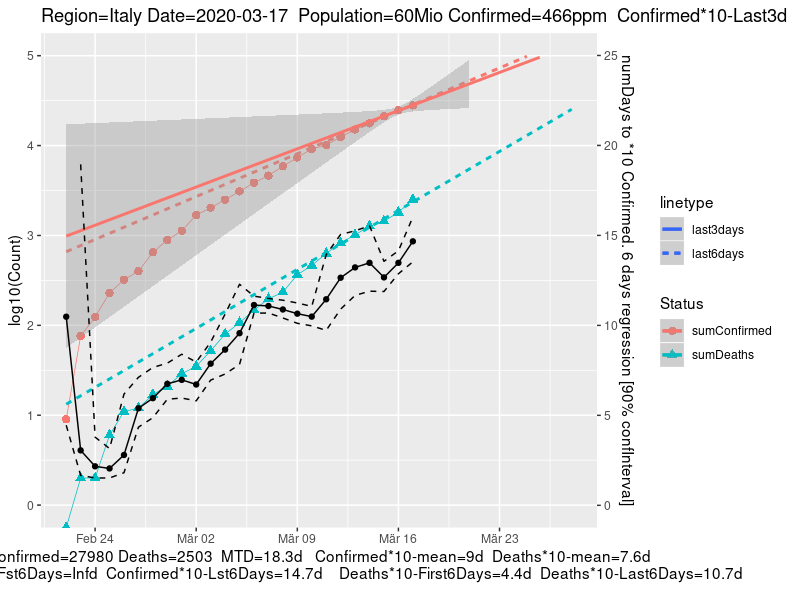 Region=Italy Date=2020-03-17  Population=60Mio Confirmed=466ppm  Confirmed*10-Last3d
5
4
3
2
1
0
log10(Count)
25
20
15
10
5
0
numDays to *10 Confirmed. 6 days regression [90% confInterval]
Feb 24
Mär 02
Mär 09
Mär 16
Mär 23
linetype
last3days
last6days
Status
sumConfirmed
sumDeaths
onfirmed=27980 Deaths=2503  MTD=18.3d   Confirmed*10-mean=9d  Deaths*10-mean=7.6d
Fst6Days=Infd  Confirmed*10-Lst6Days=14.7d    Deaths*10-First6Days=4.4d  Deaths*10-Last6Days=10.7d